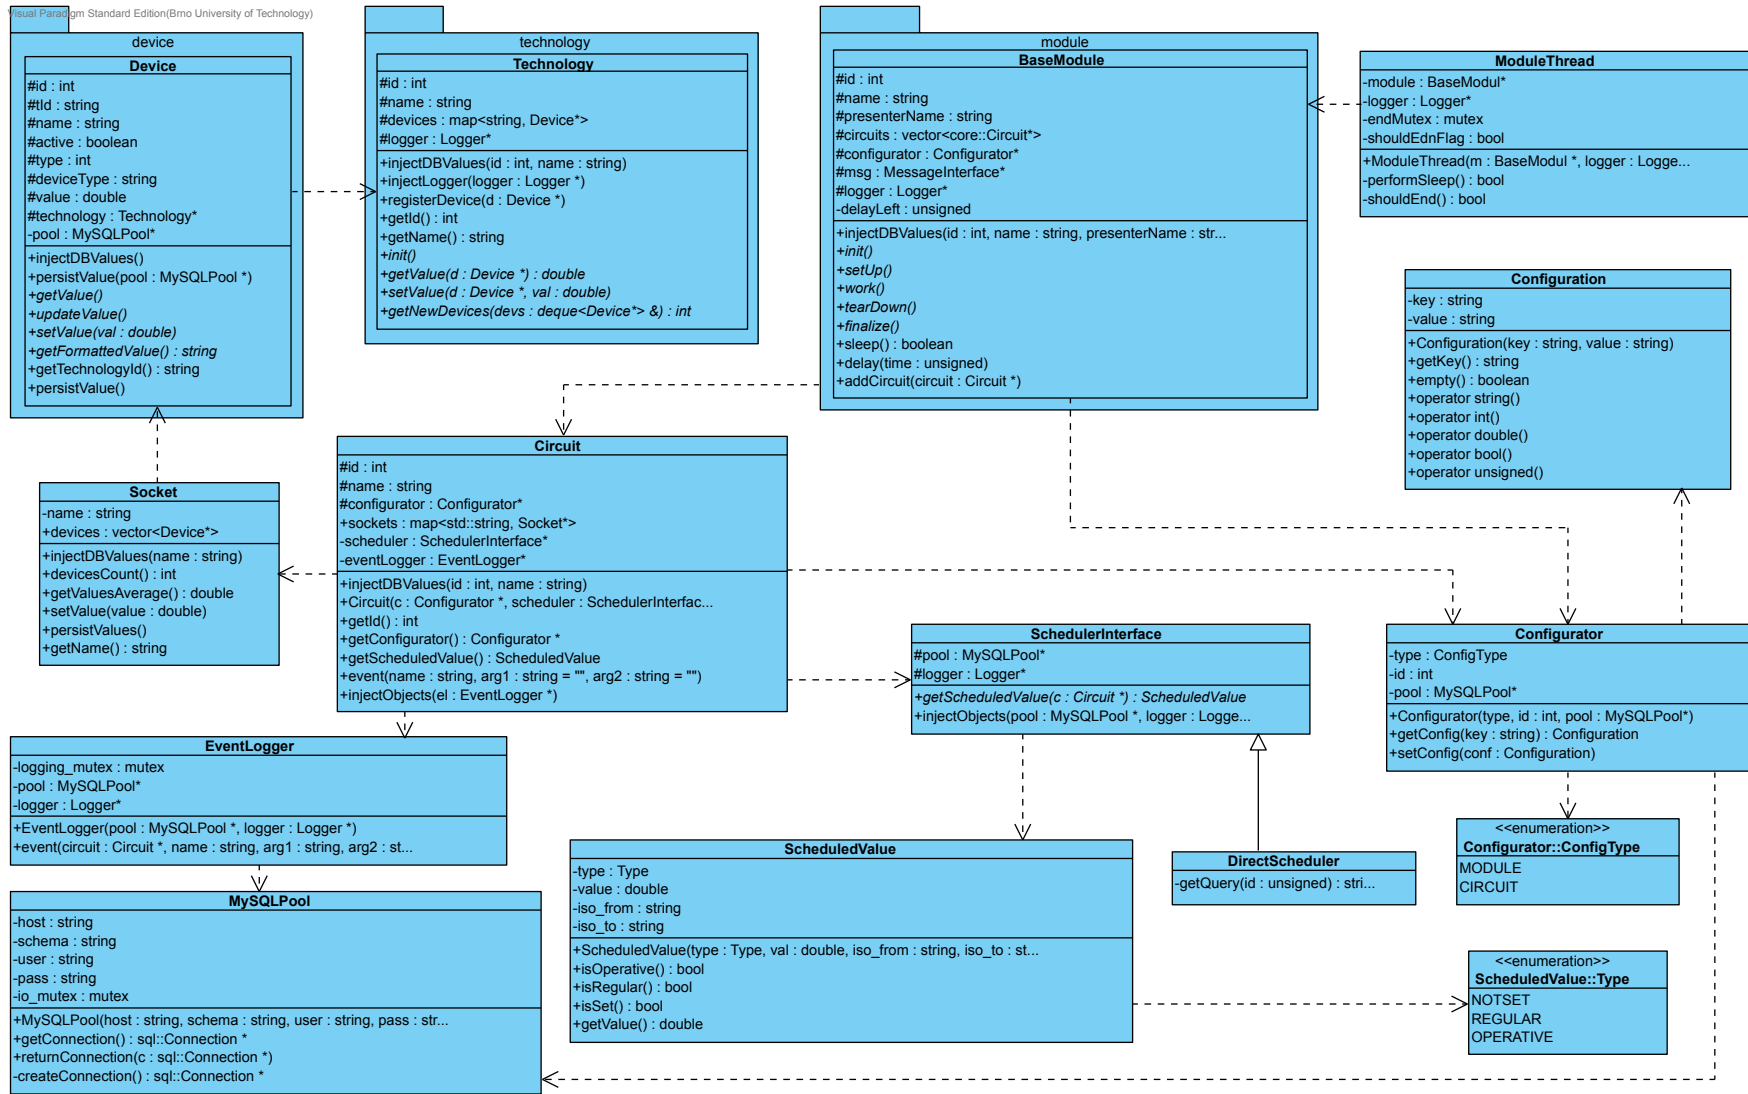 Visual Paradigm Standard Edition(Brno University of Technology)
device
Device
#id : int
#tId : string
#name : string
#active : boolean
#type : int
#deviceType : string
#value : double
#technology : Technology*
-pool : MySQLPool*
+injectDBValues()
+persistValue(pool : MySQLPool *)
+getValue()
+updateValue()
+setValue(val : double)
+getFormattedValue() : string
+getTechnologyId() : string
+persistValue()
technology
Technology
#id : int
#name : string
#devices : map<string, Device*>
#logger : Logger*
+injectDBValues(id : int, name : string)
+injectLogger(logger : Logger *)
+registerDevice(d : Device *)
+getId() : int
+getName() : string
+init()
+getValue(d : Device *) : double
+setValue(d : Device *, val : double)
+getNewDevices(devs : deque<Device*> &) : int
module
BaseModule
#id : int
#name : string
#presenterName : string
#circuits : vector<core::Circuit*>
#configurator : Configurator*
#msg : MessageInterface*
#logger : Logger*
-delayLeft : unsigned
+injectDBValues(id : int, name : string, presenterName : str...
+init()
+setUp()
+work()
+tearDown()
+finalize()
+sleep() : boolean
+delay(time : unsigned)
+addCircuit(circuit : Circuit *)
ModuleThread
-module : BaseModul*
-logger : Logger*
-endMutex : mutex
-shouldEdnFlag : bool
+ModuleThread(m : BaseModul *, logger : Logge...
-performSleep() : bool
-shouldEnd() : bool
Configuration
-key : string
-value : string
+Configuration(key : string, value : string)
+getKey() : string
+empty() : boolean
+operator string()
+operator int()
+operator double()
+operator bool()
+operator unsigned()
Socket
-name : string
+devices : vector<Device*>
+injectDBValues(name : string)
+devicesCount() : int
+getValuesAverage() : double
+setValue(value : double)
+persistValues()
+getName() : string
Circuit
#id : int
#name : string
#configurator : Configurator*
+sockets : map<std::string, Socket*>
-scheduler : SchedulerInterface*
-eventLogger : EventLogger*
+injectDBValues(id : int, name : string)
+Circuit(c : Configurator *, scheduler : SchedulerInterfac...
+getId() : int
+getConfigurator() : Configurator *
+getScheduledValue() : ScheduledValue
+event(name : string, arg1 : string = "", arg2 : string = "")
+injectObjects(el : EventLogger *)
SchedulerInterface
#pool : MySQLPool*
#logger : Logger*
+getScheduledValue(c : Circuit *) : ScheduledValue
+injectObjects(pool : MySQLPool *, logger : Logge...
Configurator
-type : ConfigType
-id : int
-pool : MySQLPool*
+Configurator(type, id : int, pool : MySQLPool*)
+getConfig(key : string) : Configuration
+setConfig(conf : Configuration)
EventLogger
-logging_mutex : mutex
-pool : MySQLPool*
-logger : Logger*
+EventLogger(pool : MySQLPool *, logger : Logger *)
+event(circuit : Circuit *, name : string, arg1 : string, arg2 : st...
MySQLPool
-host : string
-schema : string
-user : string
-pass : string
-io_mutex : mutex
+MySQLPool(host : string, schema : string, user : string, pass : str...
+getConnection() : sql::Connection *
+returnConnection(c : sql::Connection *)
-createConnection() : sql::Connection *
ScheduledValue
-type : Type
-value : double
-iso_from : string
-iso_to : string
+ScheduledValue(type : Type, val : double, iso_from : string, iso_to : st...
+isOperative() : bool
+isRegular() : bool
+isSet() : bool
+getValue() : double
DirectScheduler
-getQuery(id : unsigned) : stri...
<<enumeration>>
Configurator::ConfigType
MODULE
CIRCUIT
<<enumeration>>
ScheduledValue::Type
NOTSET
REGULAR
OPERATIVE